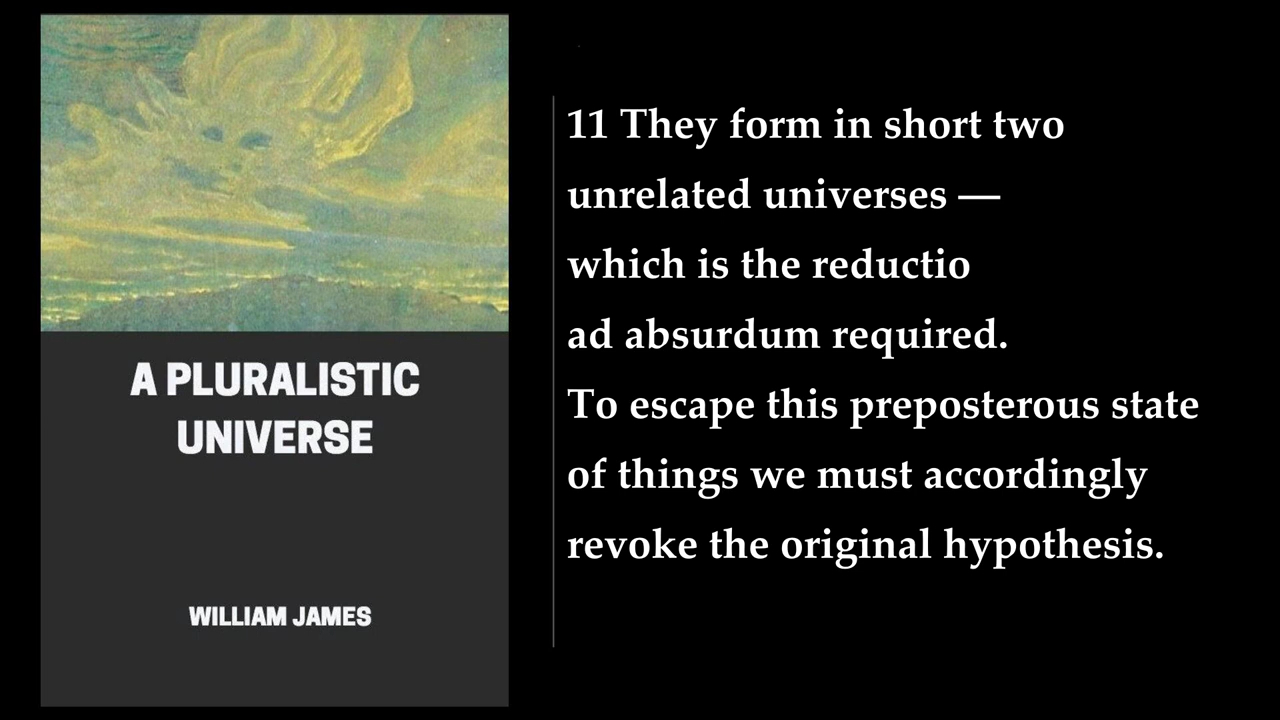 A PLURALISTIC
UNIVERSE
WILLIAM JAMES
11 They form in short two
unrelated universes —
which is the reductio
ad absurdum required.
To escape this preposterous state
of things we must accordingly
revoke the original hypothesis.